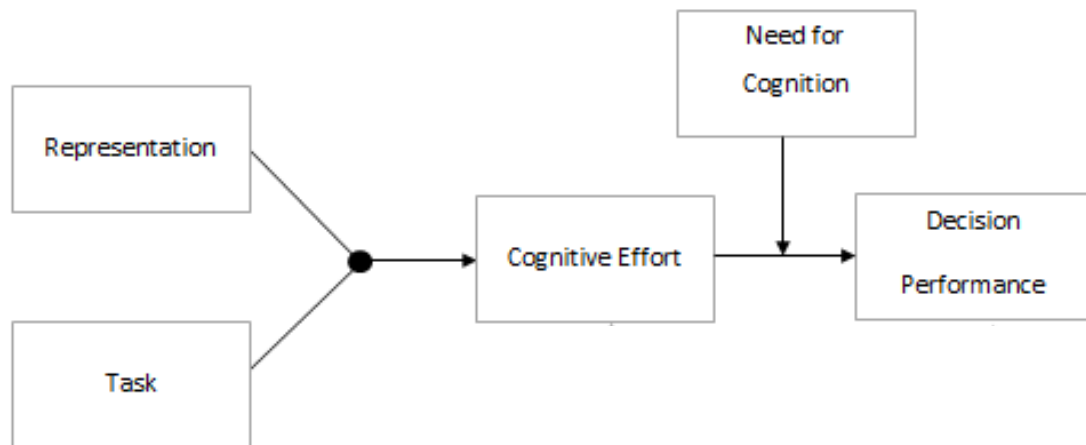 Need for
Cognition
Representation
Cognitive Effort
Decision
Performance
Task